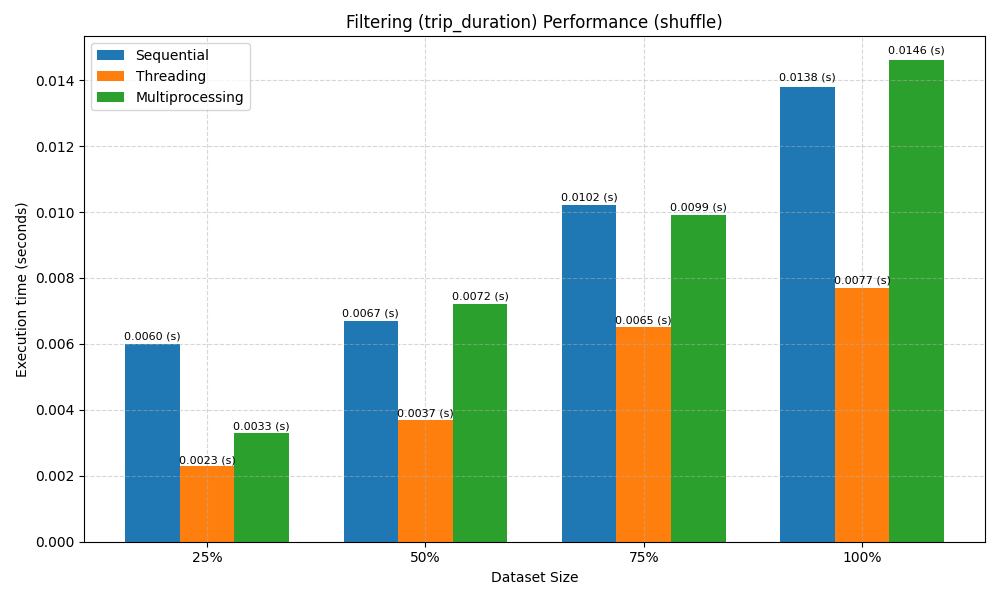 Filtering (trip_duration) Performance (shuffle)
Sequential
Threading
Multiprocessing
Execution time (seconds)
0.014
0.012
0.010
0.008
0.006
0.004
0.002
0.000
0.0060 (s)
0.0023 (s)
0.0033 (s)
0.0067 (s)
0.0037 (s)
0.0072 (s)
0.0102 (s)
0.0065 (s)
0.0099 (s)
0.0138 (s)
0.0077 (s)
0.0146 (s)
25%
50%
75%
100%
Dataset Size